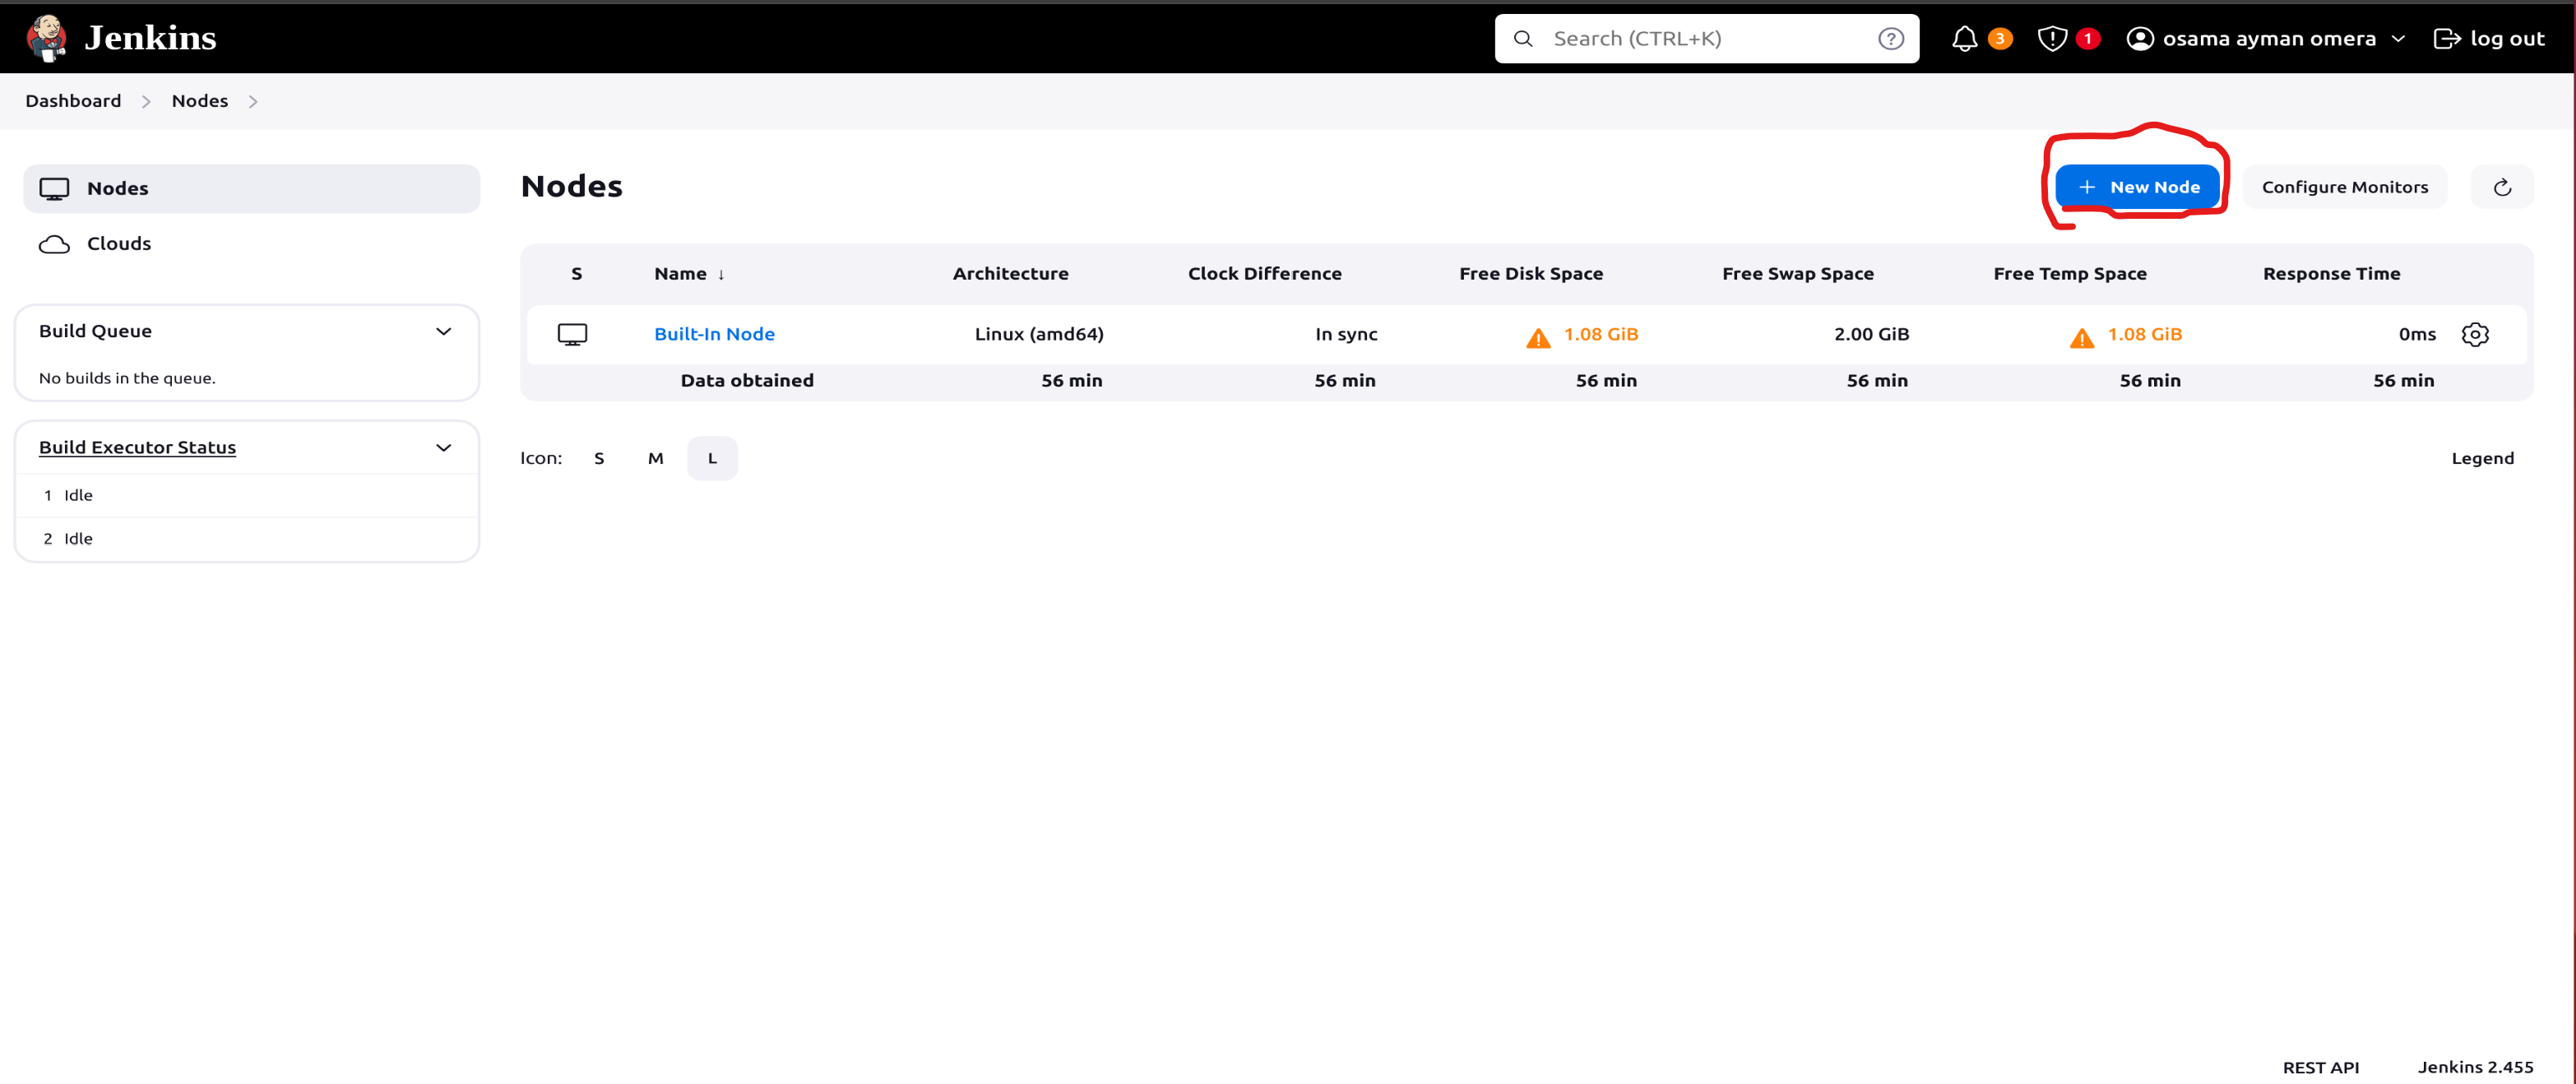 Jenkins
Search (CTRL+K)
?
3
1
osama ayman omera
log out
Dashboard
Nodes
Nodes
Clouds
Build Queue
No builds in the queue.
Build Executor Status
1 Idle
2 Idle
Nodes
+ New Node
Configure Monitors
S Name ↓ Architecture Clock Difference Free Disk Space Free Swap Space Free Temp Space Response Time
Built-In Node Linux (amd64) In sync 1.08 GiB 2.00 GiB 1.08 GiB 0ms
Data obtained 56 min 56 min 56 min 56 min 56 min 56 min
Icon: S M L
Legend
REST API
Jenkins 2.455